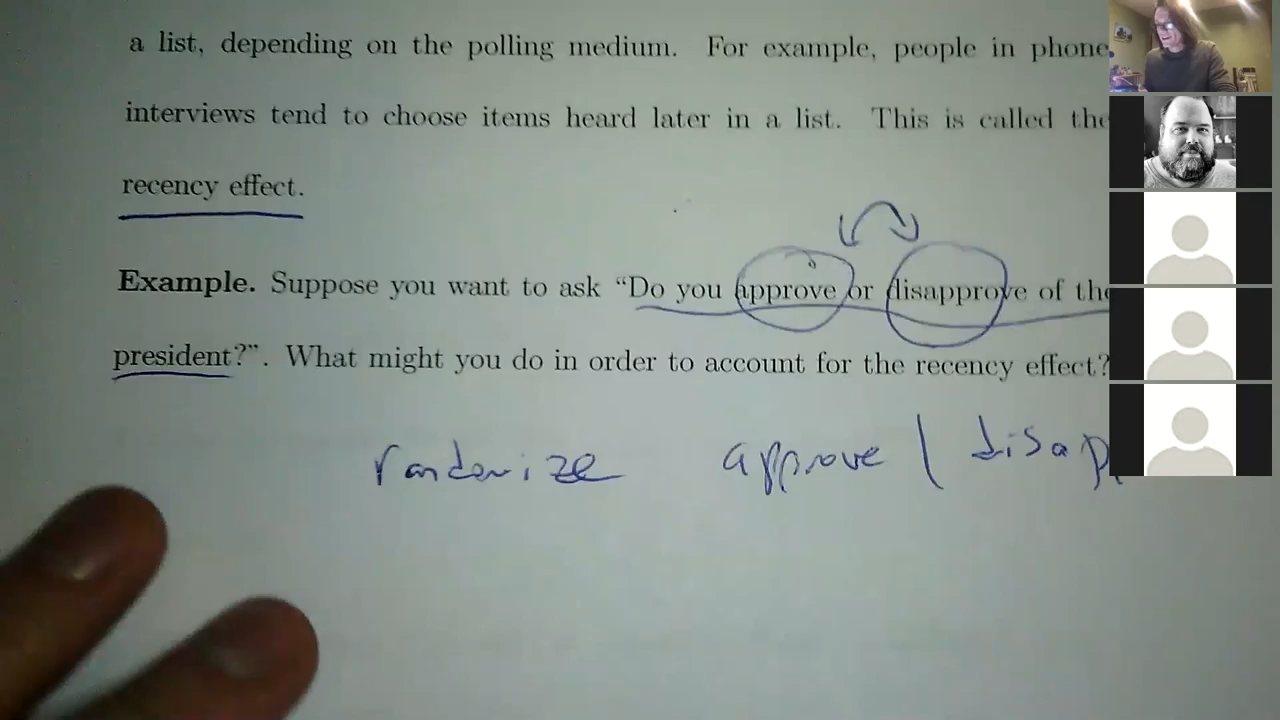 a list, depending on the polling medium. For example, people in phone
interviews tend to choose items heard later in a list. This is called the
recency effect.
Example. Suppose you want to ask “Do you approve or disapprove of the
president?”. What might you do in order to account for the recency effect?
randomize approve | disap